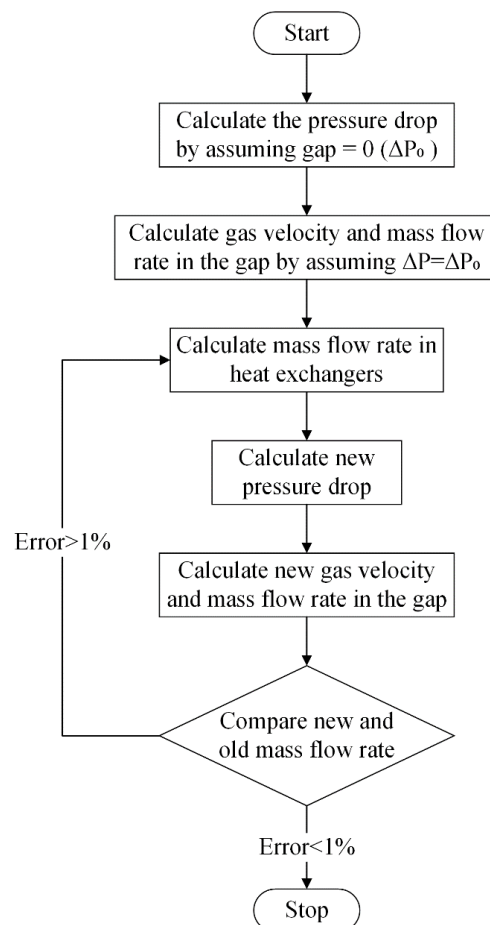 Start
Calculate the pressure drop
by assuming gap = 0 (ΔP₀ )
Calculate gas velocity and mass flow
rate in the gap by assuming ΔP=ΔP₀
Calculate mass flow rate in
heat exchangers
Calculate new
pressure drop
Error>1%
Calculate new gas velocity
and mass flow rate in the gap
Compare new and
old mass flow rate
Error<1%
Stop